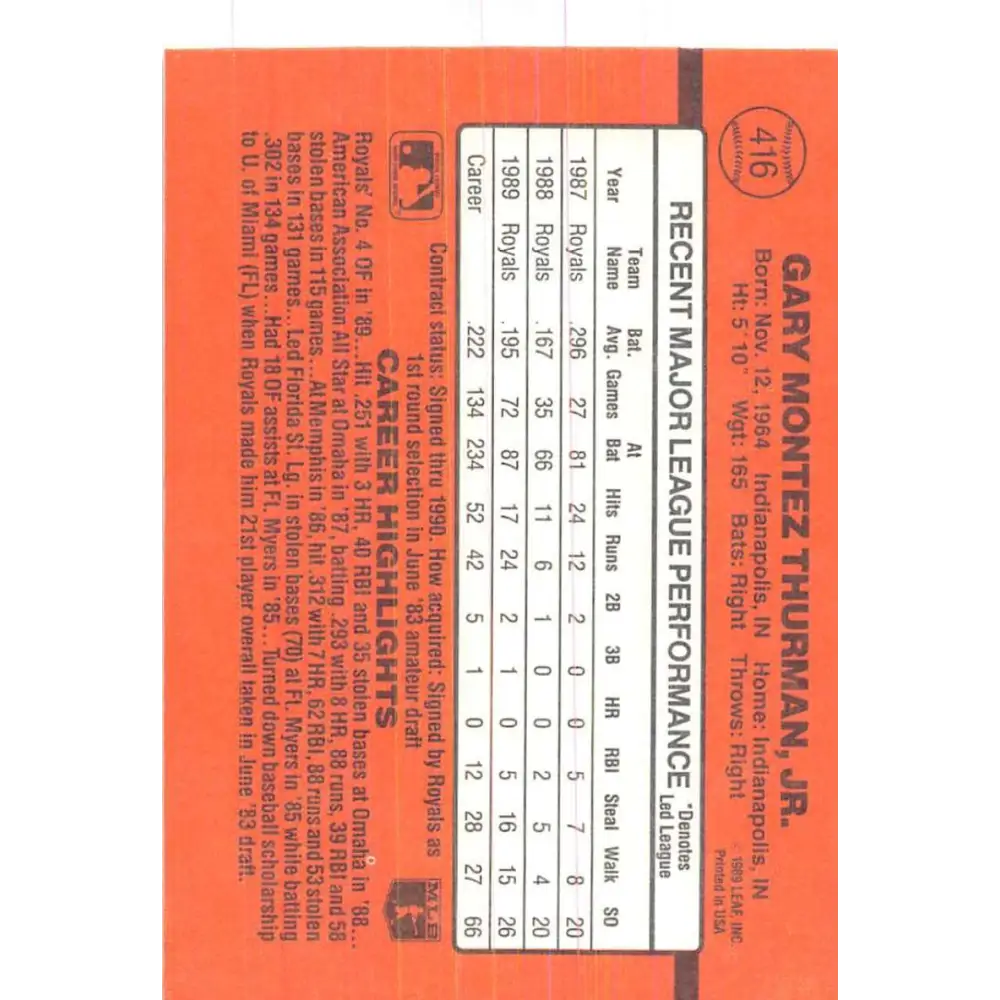 416
GARY MONTEZ THURMAN, JR.
Born: Nov. 12, 1964 Indianapolis, IN Home: Indianapolis, IN
Ht: 5' 10" Wgt: 165 Bats: Right Throws: Right
© 1989 LEAF, INC.
Printed in USA
RECENT MAJOR LEAGUE PERFORMANCE *Denotes Led League
Year Team Name Bat. Avg. Games At Bat Hits Runs 2B 3B HR RBI Steal Walk SO
1987 Royals .296 27 81 24 12 2 0 0 5 7 8 20
1988 Royals .167 35 66 11 6 1 0 0 2 5 4 20
1989 Royals .195 72 87 17 24 2 1 0 5 16 15 26
Career .222 134 234 52 42 5 1 0 12 28 27 66
Contract status: Signed thru 1990. How acquired: Signed by Royals as
1st round selection in June '83 amateur draft
MLB
CAREER HIGHLIGHTS
Royals' No. 4 OF in '89...Hit .251 with 3 HR, 40 RBI and 35 stolen bases at Omaha in '88...
American Association All Star at Omaha in '87, batting .293 with 8 HR, 88 runs, 39 RBI and 58
stolen bases in 115 games...At Memphis in '86, hit .312 with 7 HR, 62 RBI, 88 runs and 53 stolen
bases in 131 games...Led Florida St. Lg. in stolen bases (70) at Ft. Myers in '85 while batting
.302 in 134 games...Had 18 OF assists at Ft. Myers in '85...Turned down baseball scholarship
to U. of Miami (FL) when Royals made him 21st player overall taken in June '83 draft.